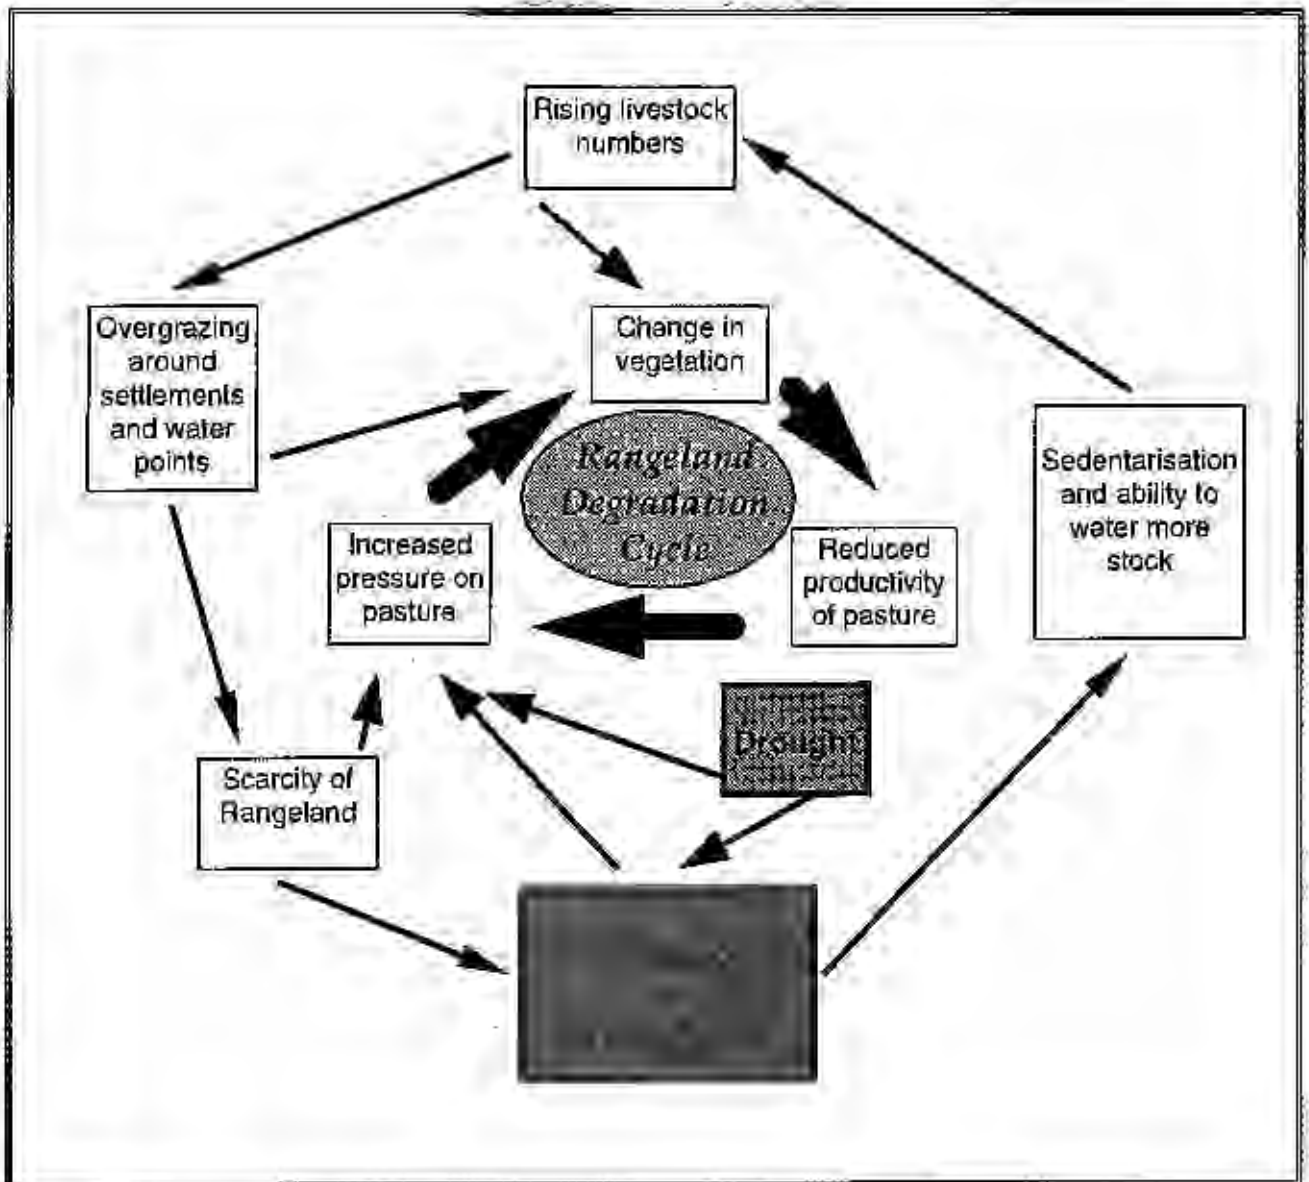 Rising livestock
numbers
Overgrazing
around
settlements
and water
points
Change in
vegetation
Rangeland
Degradation
Cycle
Sedentarisation
and ability to
water more
stock
Increased
pressure on
pasture
Reduced
productivity
of pasture
Drought
Scarcity of
Rangeland